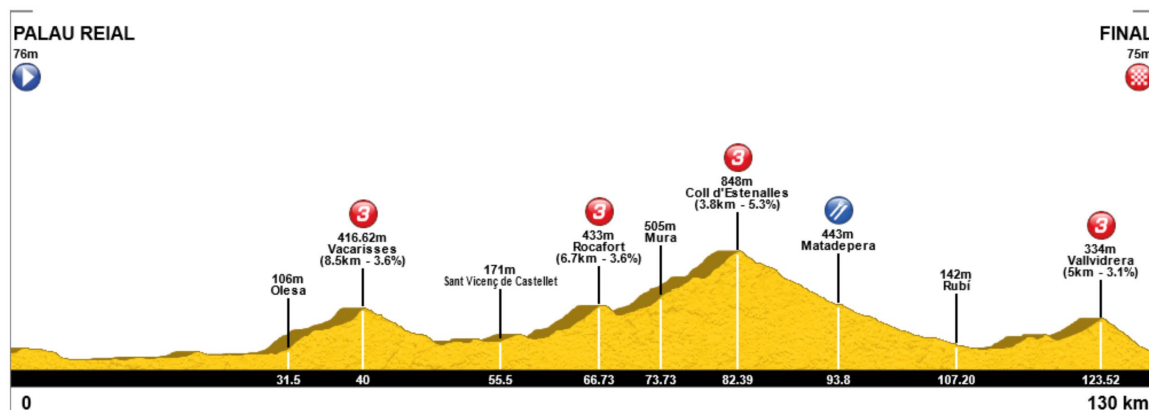 PALAU REIAL
76m
FINAL
75m
3
848m
Coll d'Estenalles
(3.8km - 5.3%)
3
416.62m
Vacarisses
(8.5km - 3.6%)
3
433m
Rocafort
(6.7km - 3.6%)
505m
Mura
443m
Matadepera
3
334m
Vallvidrera
(5km - 3.1%)
106m
Olesa
171m
Sant Vicenç de Castellet
142m
Rubí
31.5
40
55.5
66.73
73.73
82.39
93.8
107.20
123.52
0
130 km